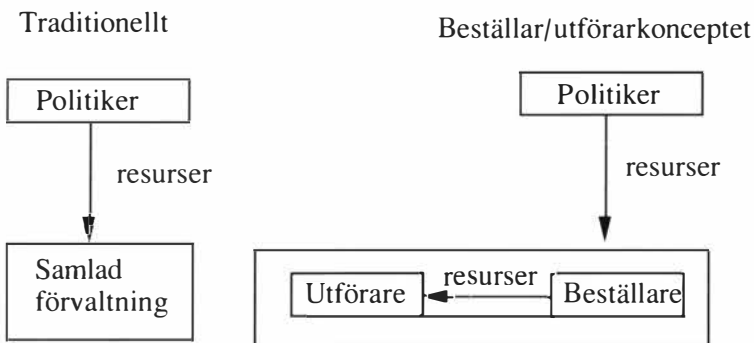 Traditionellt
Politiker
resurser
Samlad
förvaltning
Beställar/utförarkonceptet
Politiker
resurser
Utförare
resurser
Beställare